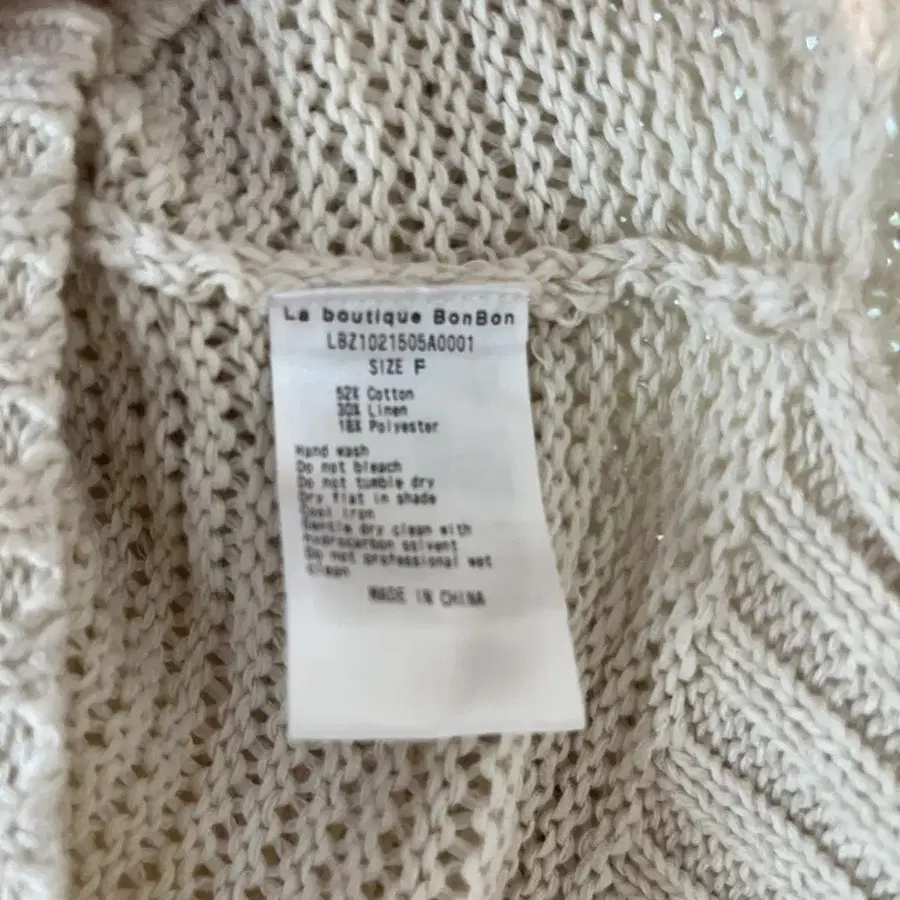 La boutique BonBon
LBZ1021505A0001
SIZE F
52% Cotton
30% Linen
18% Polyester
Hand wash
Do not bleach
Do not tumble dry
Dry flat in shade
Cool iron
Gentle dry clean with
hydrocarbon solvent
Do not professional wet
clean
MADE IN CHINA